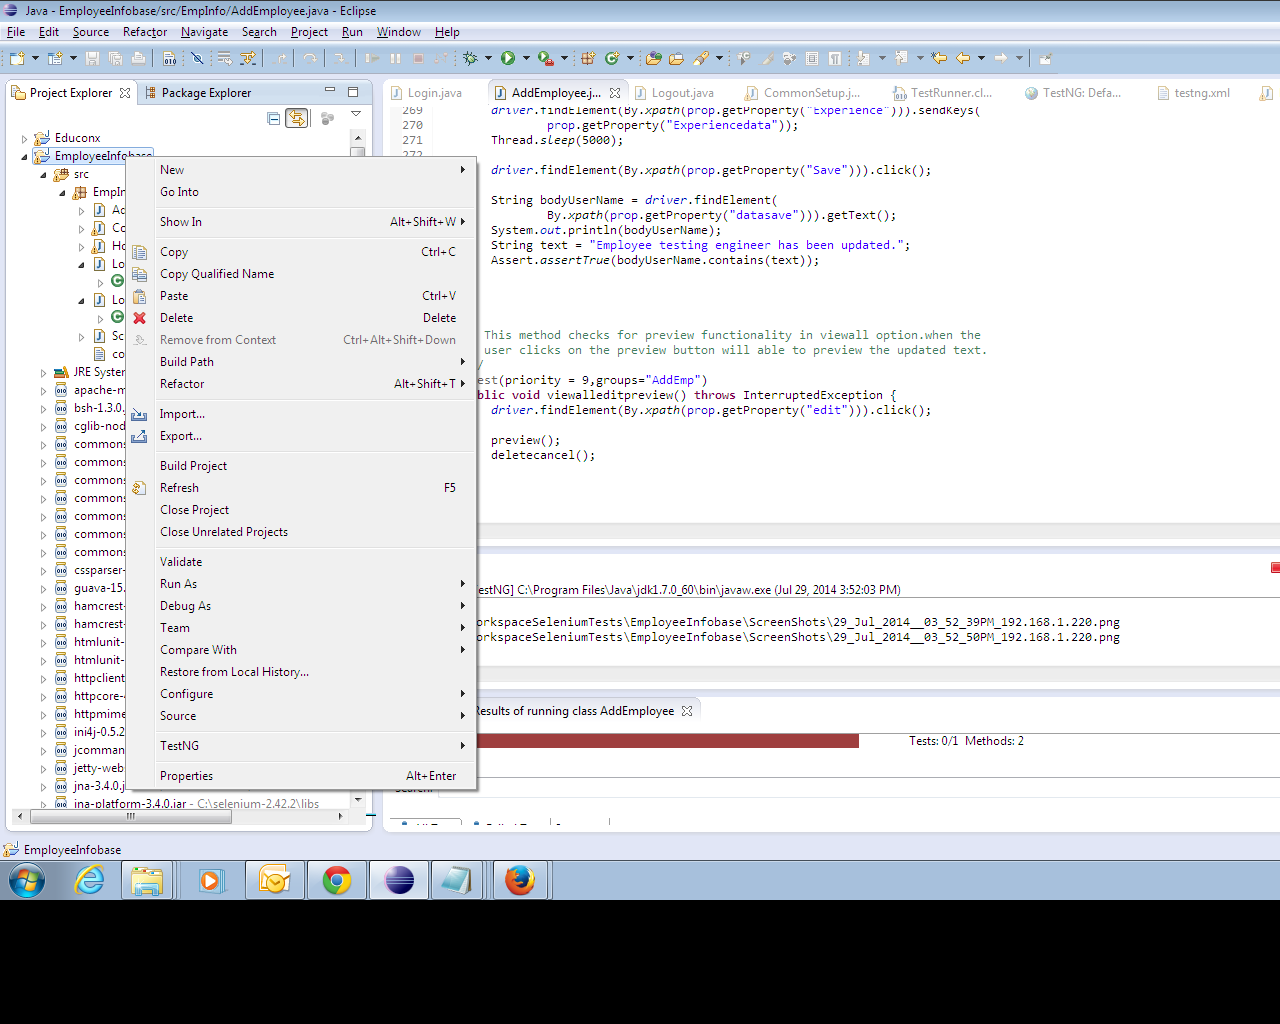 Java - EmployeeInfobase/src/EmpInfo/AddEmployee.java - Eclipse
File Edit Source Refactor Navigate Search Project Run Window Help
Project Explorer Package Explorer
Login.java AddEmployee.j... Logout.java CommonSetup.j... TestRunner.cl... TestNG: Defa... testng.xml
Educonx
EmployeeInfobase
src
EmpIn
Ad
Co
Ho
Lo
Lo
Sc
co
JRE System
apache-m
bsh-1.3.0.
cglib-nod
commons
commons
commons
commons
commons
commons
commons
cssparser-
guava-15.
hamcrest-
hamcrest-
htmlunit-
htmlunit-
httpclient
httpcore-
httpmime
ini4j-0.5.2
jcomman
jetty-web
jna-3.4.0.j
jna-platform-3.4.0.jar - C:\selenium-2.42.2\libs
New
Go Into
Show In Alt+Shift+W
Copy Ctrl+C
Copy Qualified Name
Paste Ctrl+V
Delete Delete
Remove from Context Ctrl+Alt+Shift+Down
Build Path
Refactor Alt+Shift+T
Import...
Export...
Build Project
Refresh F5
Close Project
Close Unrelated Projects
Validate
Run As
Debug As
Team
Compare With
Restore from Local History...
Configure
Source
TestNG
Properties Alt+Enter
269 driver.findElement(By.xpath(prop.getProperty("Experience"))).sendKeys(
270 prop.getProperty("Experiencedata"));
271 Thread.sleep(5000);
272
driver.findElement(By.xpath(prop.getProperty("Save"))).click();
String bodyUserName = driver.findElement(
By.xpath(prop.getProperty("datasave"))).getText();
System.out.println(bodyUserName);
String text = "Employee testing engineer has been updated.";
Assert.assertTrue(bodyUserName.contains(text));
This method checks for preview functionality in viewall option.when the
user clicks on the preview button will able to preview the updated text.
/
est(priority = 9,groups="AddEmp")
blic void viewalleditpreview() throws InterruptedException {
driver.findElement(By.xpath(prop.getProperty("edit"))).click();
preview();
deletecancel();
estNG] C:\Program Files\Java\jdk1.7.0_60\bin\javaw.exe (Jul 29, 2014 3:52:03 PM)
orkspaceSeleniumTests\EmployeeInfobase\ScreenShots\29_Jul_2014__03_52_39PM_192.168.1.220.png
orkspaceSeleniumTests\EmployeeInfobase\ScreenShots\29_Jul_2014__03_52_50PM_192.168.1.220.png
Results of running class AddEmployee
Tests: 0/1 Methods: 2
Search:
EmployeeInfobase